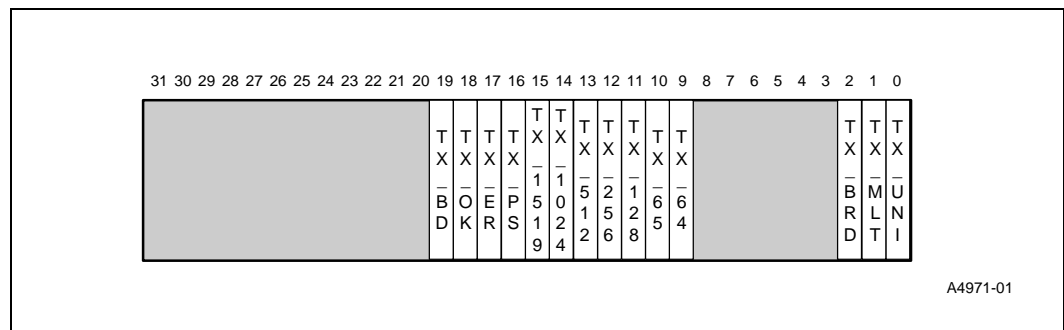 31 30 29 28 27 26 25 24 23 22 21 20 19 18 17 16 15 14 13 12 11 10 9 8 7 6 5 4 3 2 1 0
TX_BD
TX_OK
TX_ER
TX_PS
TX_1519
TX_1024
TX_512
TX_256
TX_128
TX_65
TX_64
TX_BRD
TX_MLT
TX_UNI
A4971-01